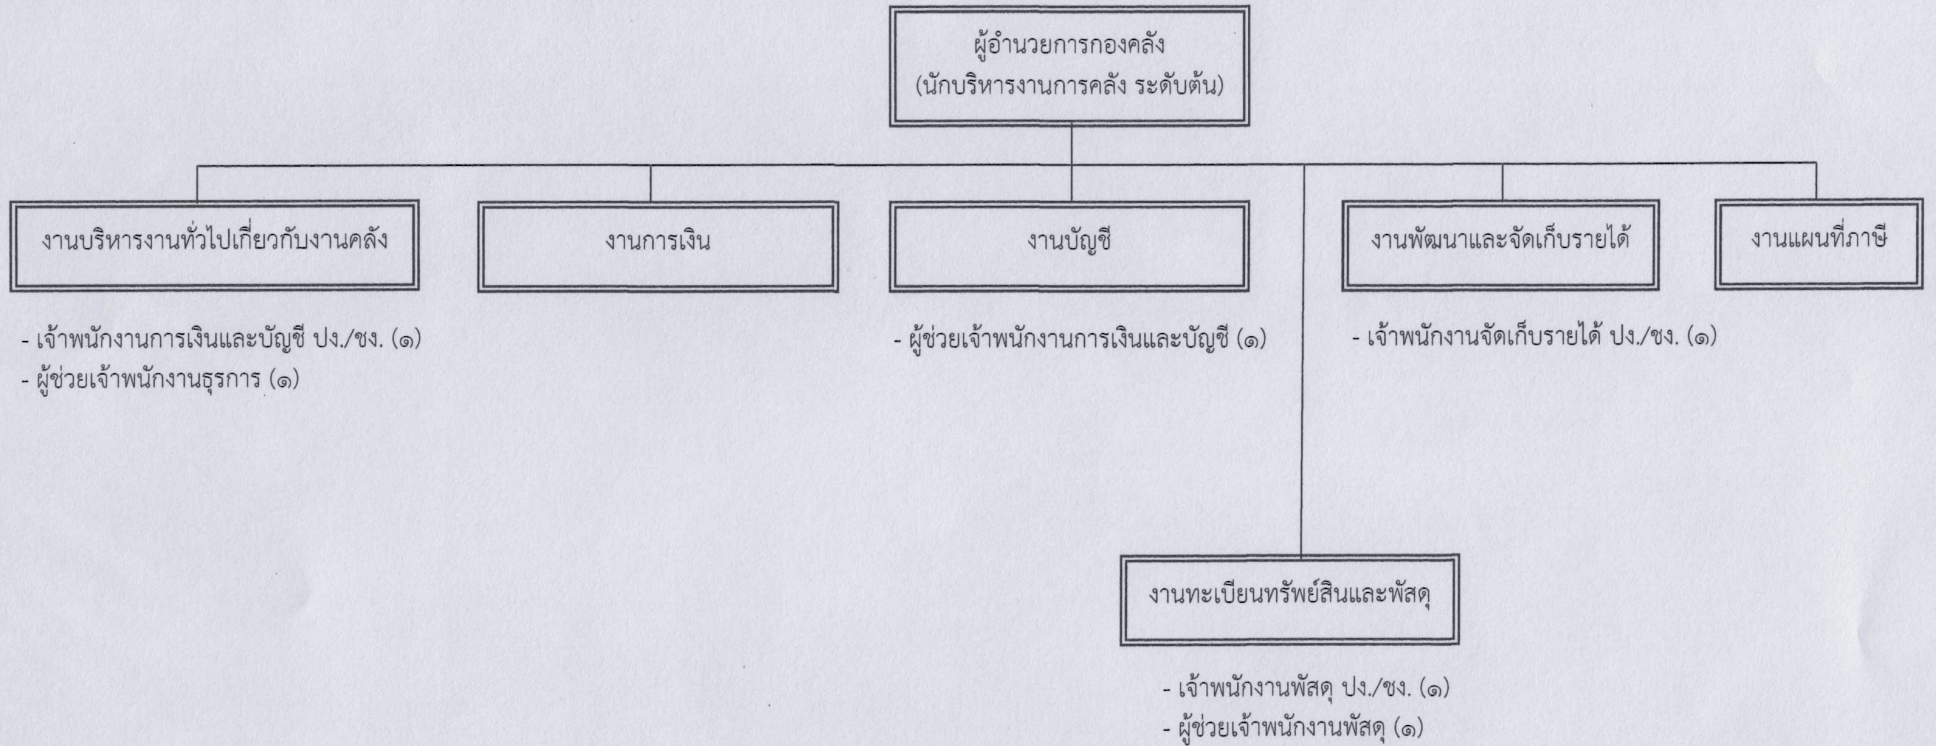 ผู้อำนวยการกองคลัง
(นักบริหารงานการคลัง ระดับต้น)
งานบริหารงานทั่วไปเกี่ยวกับงานคลัง
งานการเงิน
งานบัญชี
งานพัฒนาและจัดเก็บรายได้
งานแผนที่ภาษี
- เจ้าพนักงานการเงินและบัญชี ปง./ชง. (๑)
- ผู้ช่วยเจ้าพนักงานธุรการ (๑)
- ผู้ช่วยเจ้าพนักงานการเงินและบัญชี (๑)
- เจ้าพนักงานจัดเก็บรายได้ ปง./ชง. (๑)
งานทะเบียนทรัพย์สินและพัสดุ
- เจ้าพนักงานพัสดุ ปง./ชง. (๑)
- ผู้ช่วยเจ้าพนักงานพัสดุ (๑)